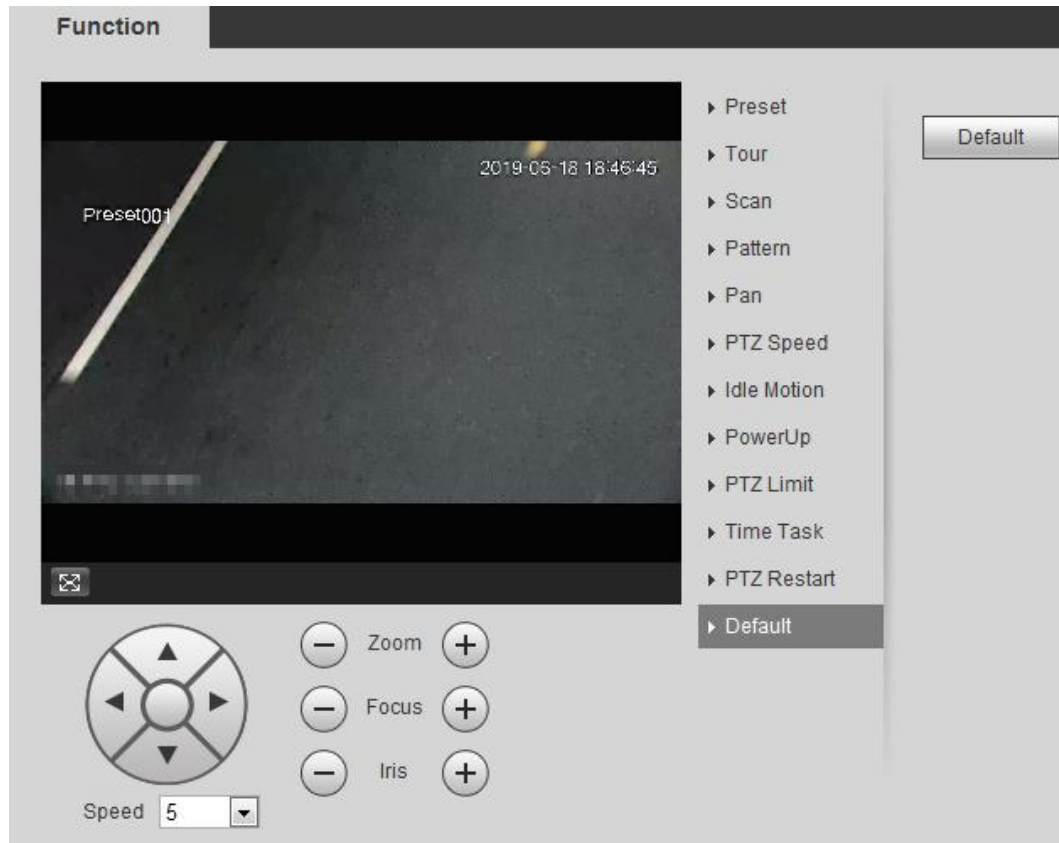 Function
2019-05-18 18:46:45
Preset001
Preset
Tour
Scan
Pattern
Pan
PTZ Speed
Idle Motion
PowerUp
PTZ Limit
Time Task
PTZ Restart
Default
Default
Zoom
Focus
Iris
Speed 5